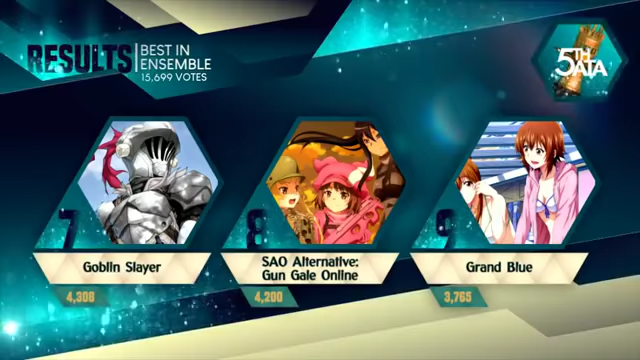 RESULTS
BEST IN
ENSEMBLE
15,699 VOTES
5TH
ATA
7
8
9
Goblin Slayer
SAO Alternative:
Gun Gale Online
Grand Blue
4,308
4,200
3,765